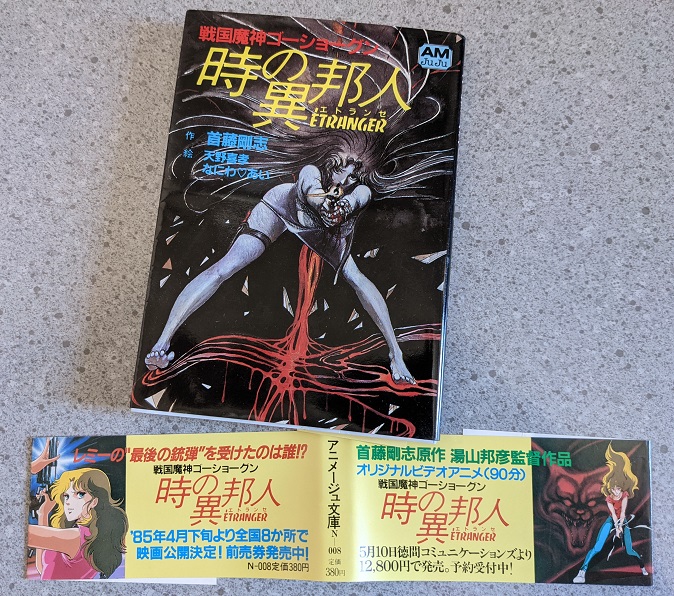 戦国魔神ゴーショーグン
時の異邦人
エトランゼ
ÉTRANGER
AM
JuJu
作 首藤剛志
絵 天野喜孝
なにわ♡あい
レミーの"最後の銃弾"を受けたのは誰!?
戦国魔神ゴーショーグン
時の異邦人
エトランゼ
ÉTRANGER
'85年4月下旬より全国8か所で
映画公開決定!前売券発売中!
N-008定価380円
アニメージュ文庫
N-008
定価
380円
首藤剛志原作 湯山邦彦監督作品
オリジナルビデオアニメ〈90分〉
戦国魔神ゴーショーグン
時の異邦人
エトランゼ
ÉTRANGER
5月10日徳間コミュニケーションズより
12,800円で発売。予約受付中!